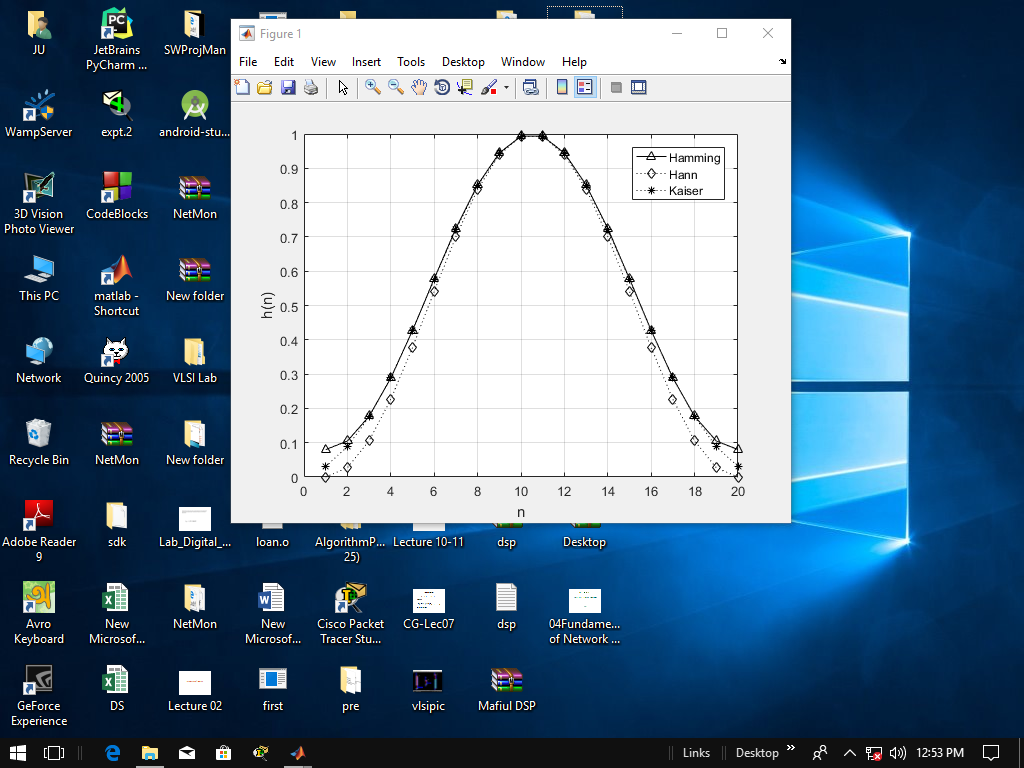 JU
JetBrains
PyCharm ...
SWProjMan
WampServer
expt.2
android-stu...
3D Vision
Photo Viewer
CodeBlocks
NetMon
This PC
matlab -
Shortcut
New folder
Network
Quincy 2005
VLSI Lab
Recycle Bin
NetMon
New folder
Figure 1
File Edit View Insert Tools Desktop Window Help
1
0.9
0.8
0.7
0.6
0.5
0.4
0.3
0.2
0.1
0
h(n)
Hamming
Hann
Kaiser
0 2 4 6 8 10 12 14 16 18 20
n
Adobe Reader
9
sdk
Lab_Digital_...
loan.o
AlgorithmP...
25)
Lecture 10-11
dsp
Desktop
Avro
Keyboard
New
Microsof...
NetMon
New
Microsof...
Cisco Packet
Tracer Stu...
CG-Lec07
dsp
04Fundame...
of Network ...
GeForce
Experience
DS
Lecture 02
first
pre
vlsipic
Mafiul DSP
Links
Desktop
12:53 PM